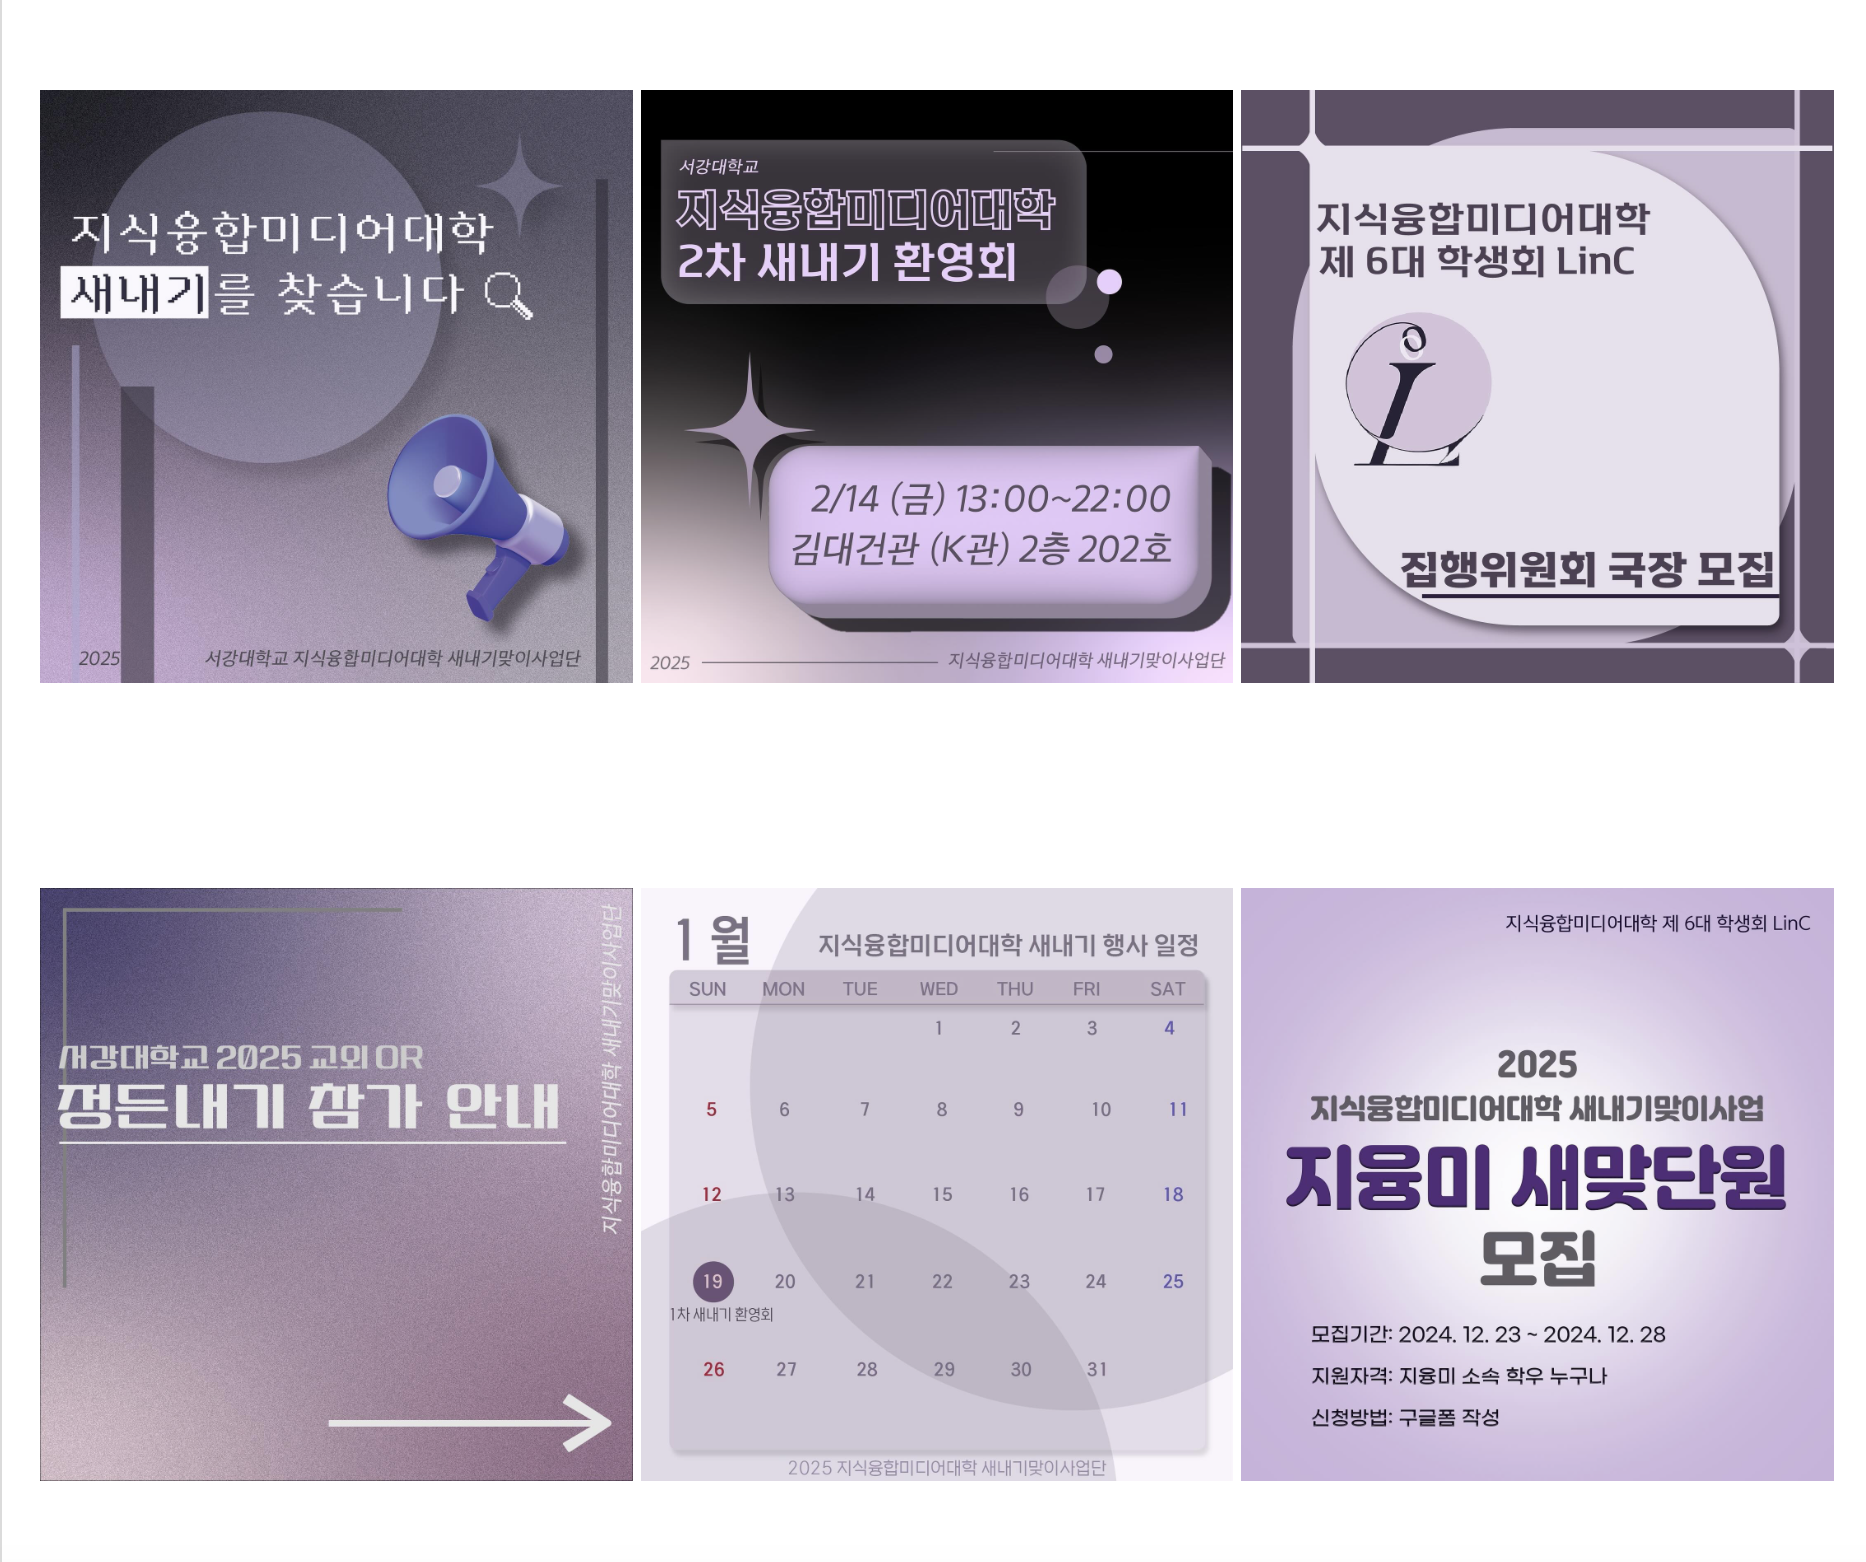 지식융합미디어대학
새내기를 찾습니다
2025
서강대학교 지식융합미디어대학 새내기맞이사업단
서강대학교
지식융합미디어대학
2차 새내기 환영회
2/14 (금) 13:00~22:00
김대건관 (K관) 2층 202호
2025
지식융합미디어대학 새내기맞이사업단
지식융합미디어대학
제 6대 학생회 LinC
집행위원회 국장 모집
지식융합미디어대학 새내기맞이사업단
서강대학교 2025 교외 OR
정든내기 참가 안내
1월
지식융합미디어대학 새내기 행사 일정
SUN MON TUE WED THU FRI SAT
1 2 3 4
5 6 7 8 9 10 11
12 13 14 15 16 17 18
19 20 21 22 23 24 25
1차 새내기 환영회
26 27 28 29 30 31
2025 지식융합미디어대학 새내기맞이사업단
지식융합미디어대학 제 6대 학생회 LinC
2025
지식융합미디어대학 새내기맞이사업
지융미 새맞단원
모집
모집기간: 2024. 12. 23 ~ 2024. 12. 28
지원자격: 지융미 소속 학우 누구나
신청방법: 구글폼 작성